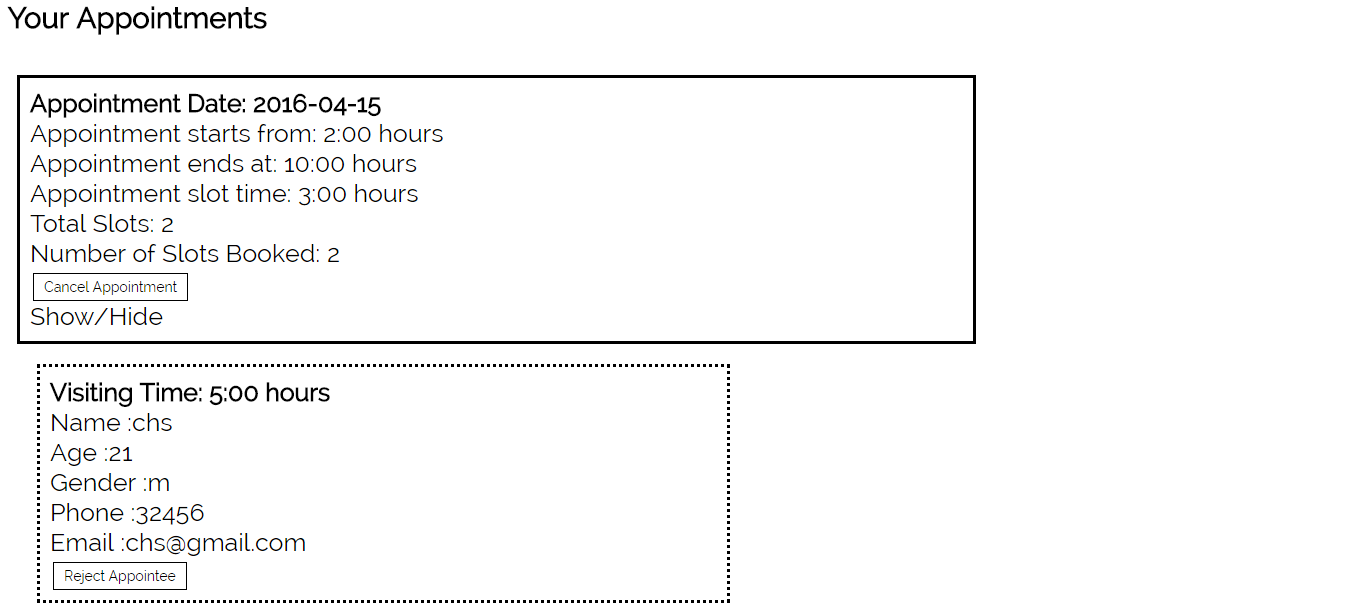 Your Appointments
Appointment Date: 2016-04-15
Appointment starts from: 2:00 hours
Appointment ends at: 10:00 hours
Appointment slot time: 3:00 hours
Total Slots: 2
Number of Slots Booked: 2
Cancel Appointment
Show/Hide
Visiting Time: 5:00 hours
Name :chs
Age :21
Gender :m
Phone :32456
Email :chs@gmail.com
Reject Appointee